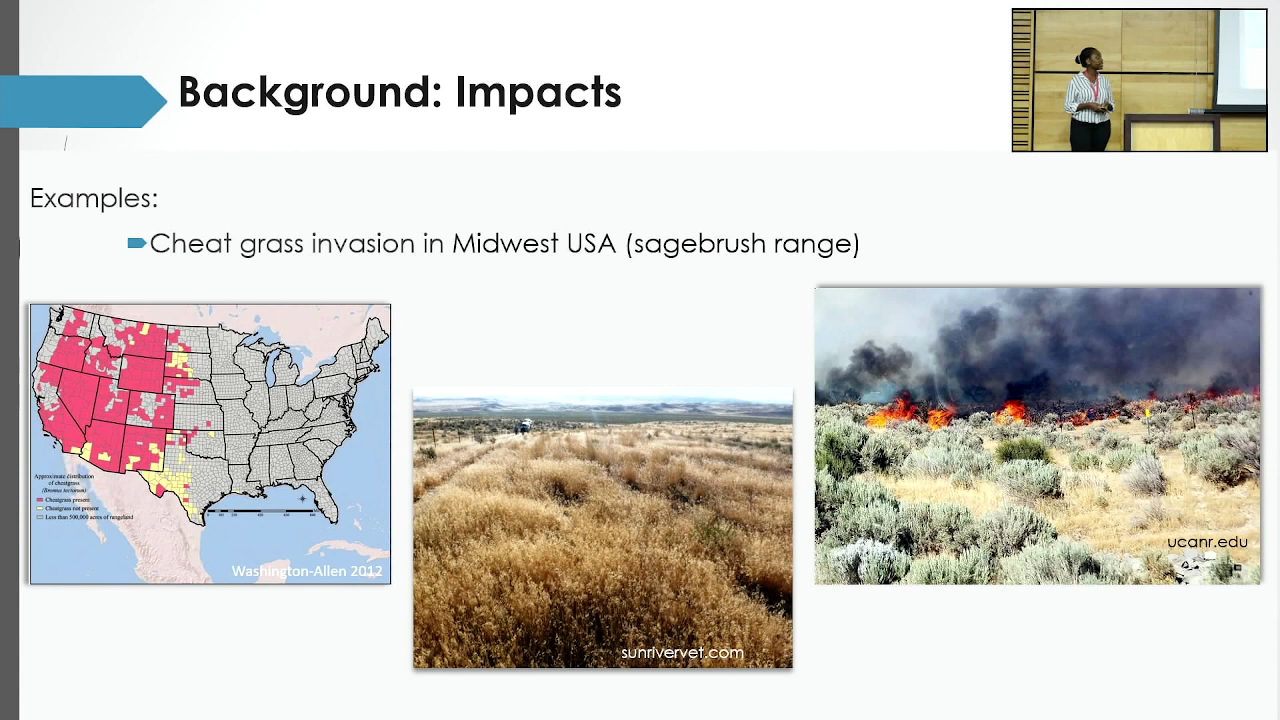 Background: Impacts
Examples:
Cheat grass invasion in Midwest USA (sagebrush range)
Approximate distribution
of cheatgrass
(Bromus tectorum)
Cheatgrass present
Cheatgrass not present
Less than 500,000 acres of rangeland
Washington-Allen 2012
sunrivervet.com
ucanr.edu